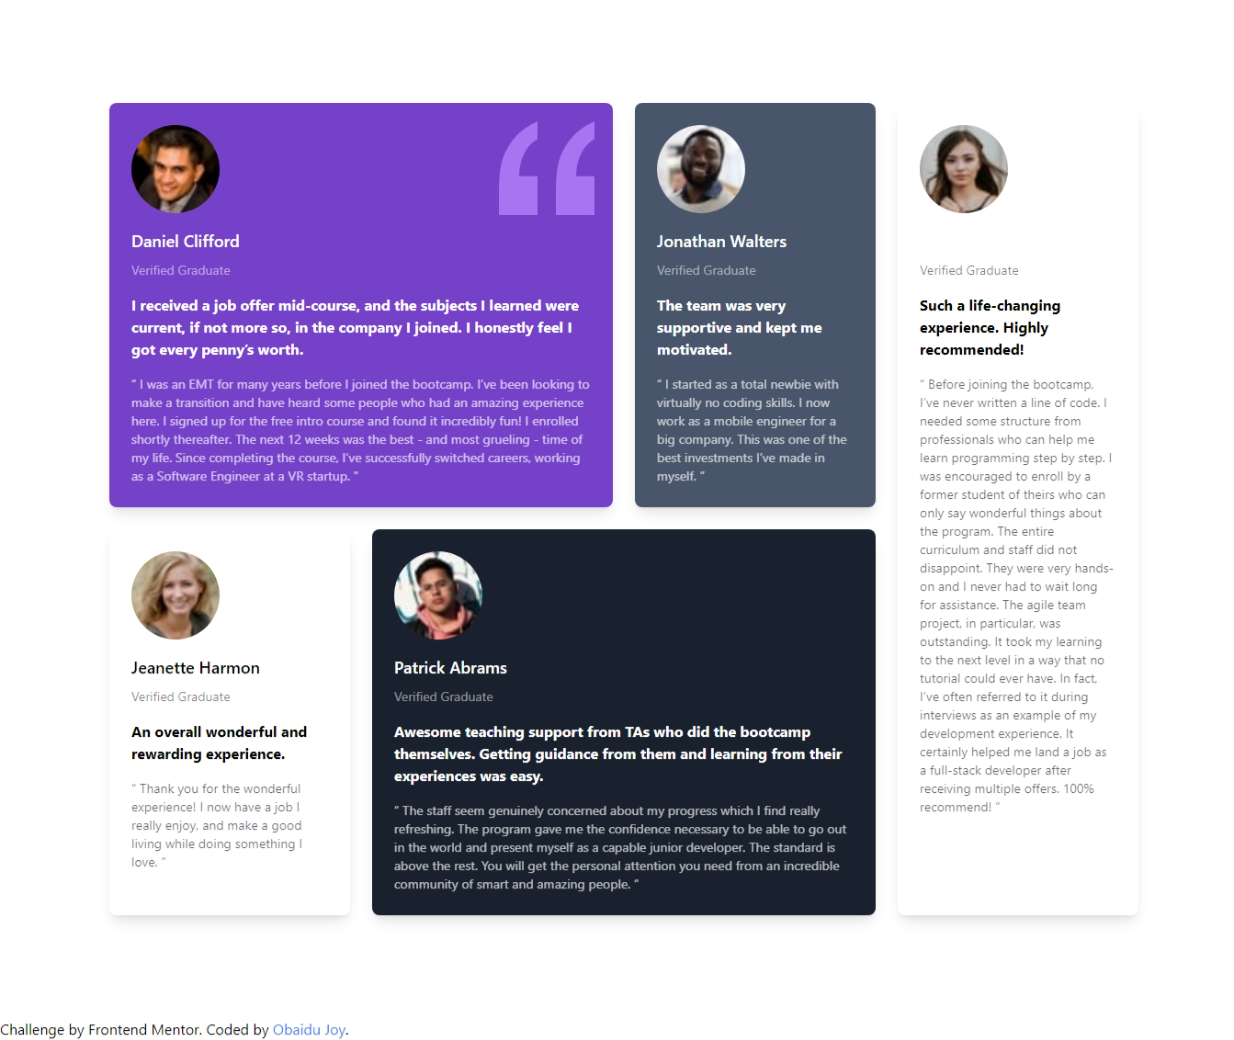 Daniel Clifford
Verified Graduate
I received a job offer mid-course, and the subjects I learned were
current, if not more so, in the company I joined. I honestly feel I
got every penny’s worth.
“ I was an EMT for many years before I joined the bootcamp. I’ve been looking to
make a transition and have heard some people who had an amazing experience
here. I signed up for the free intro course and found it incredibly fun! I enrolled
shortly thereafter. The next 12 weeks was the best - and most grueling - time of
my life. Since completing the course, I’ve successfully switched careers, working
as a Software Engineer at a VR startup. ”
Jonathan Walters
Verified Graduate
The team was very
supportive and kept me
motivated.
“ I started as a total newbie with
virtually no coding skills. I now
work as a mobile engineer for a
big company. This was one of the
best investments I’ve made in
myself. ”
Verified Graduate
Such a life-changing
experience. Highly
recommended!
“ Before joining the bootcamp,
I’ve never written a line of code. I
needed some structure from
professionals who can help me
learn programming step by step. I
was encouraged to enroll by a
former student of theirs who can
only say wonderful things about
the program. The entire
curriculum and staff did not
disappoint. They were very hands-
on and I never had to wait long
for assistance. The agile team
project, in particular, was
outstanding. It took my learning
to the next level in a way that no
tutorial could ever have. In fact,
I’ve often referred to it during
interviews as an example of my
development experience. It
certainly helped me land a job as
a full-stack developer after
receiving multiple offers. 100%
recommend! ”
Jeanette Harmon
Verified Graduate
An overall wonderful and
rewarding experience.
“ Thank you for the wonderful
experience! I now have a job I
really enjoy, and make a good
living while doing something I
love. ”
Patrick Abrams
Verified Graduate
Awesome teaching support from TAs who did the bootcamp
themselves. Getting guidance from them and learning from their
experiences was easy.
“ The staff seem genuinely concerned about my progress which I find really
refreshing. The program gave me the confidence necessary to be able to go out
in the world and present myself as a capable junior developer. The standard is
above the rest. You will get the personal attention you need from an incredible
community of smart and amazing people. ”
Challenge by Frontend Mentor. Coded by Obaidu Joy.